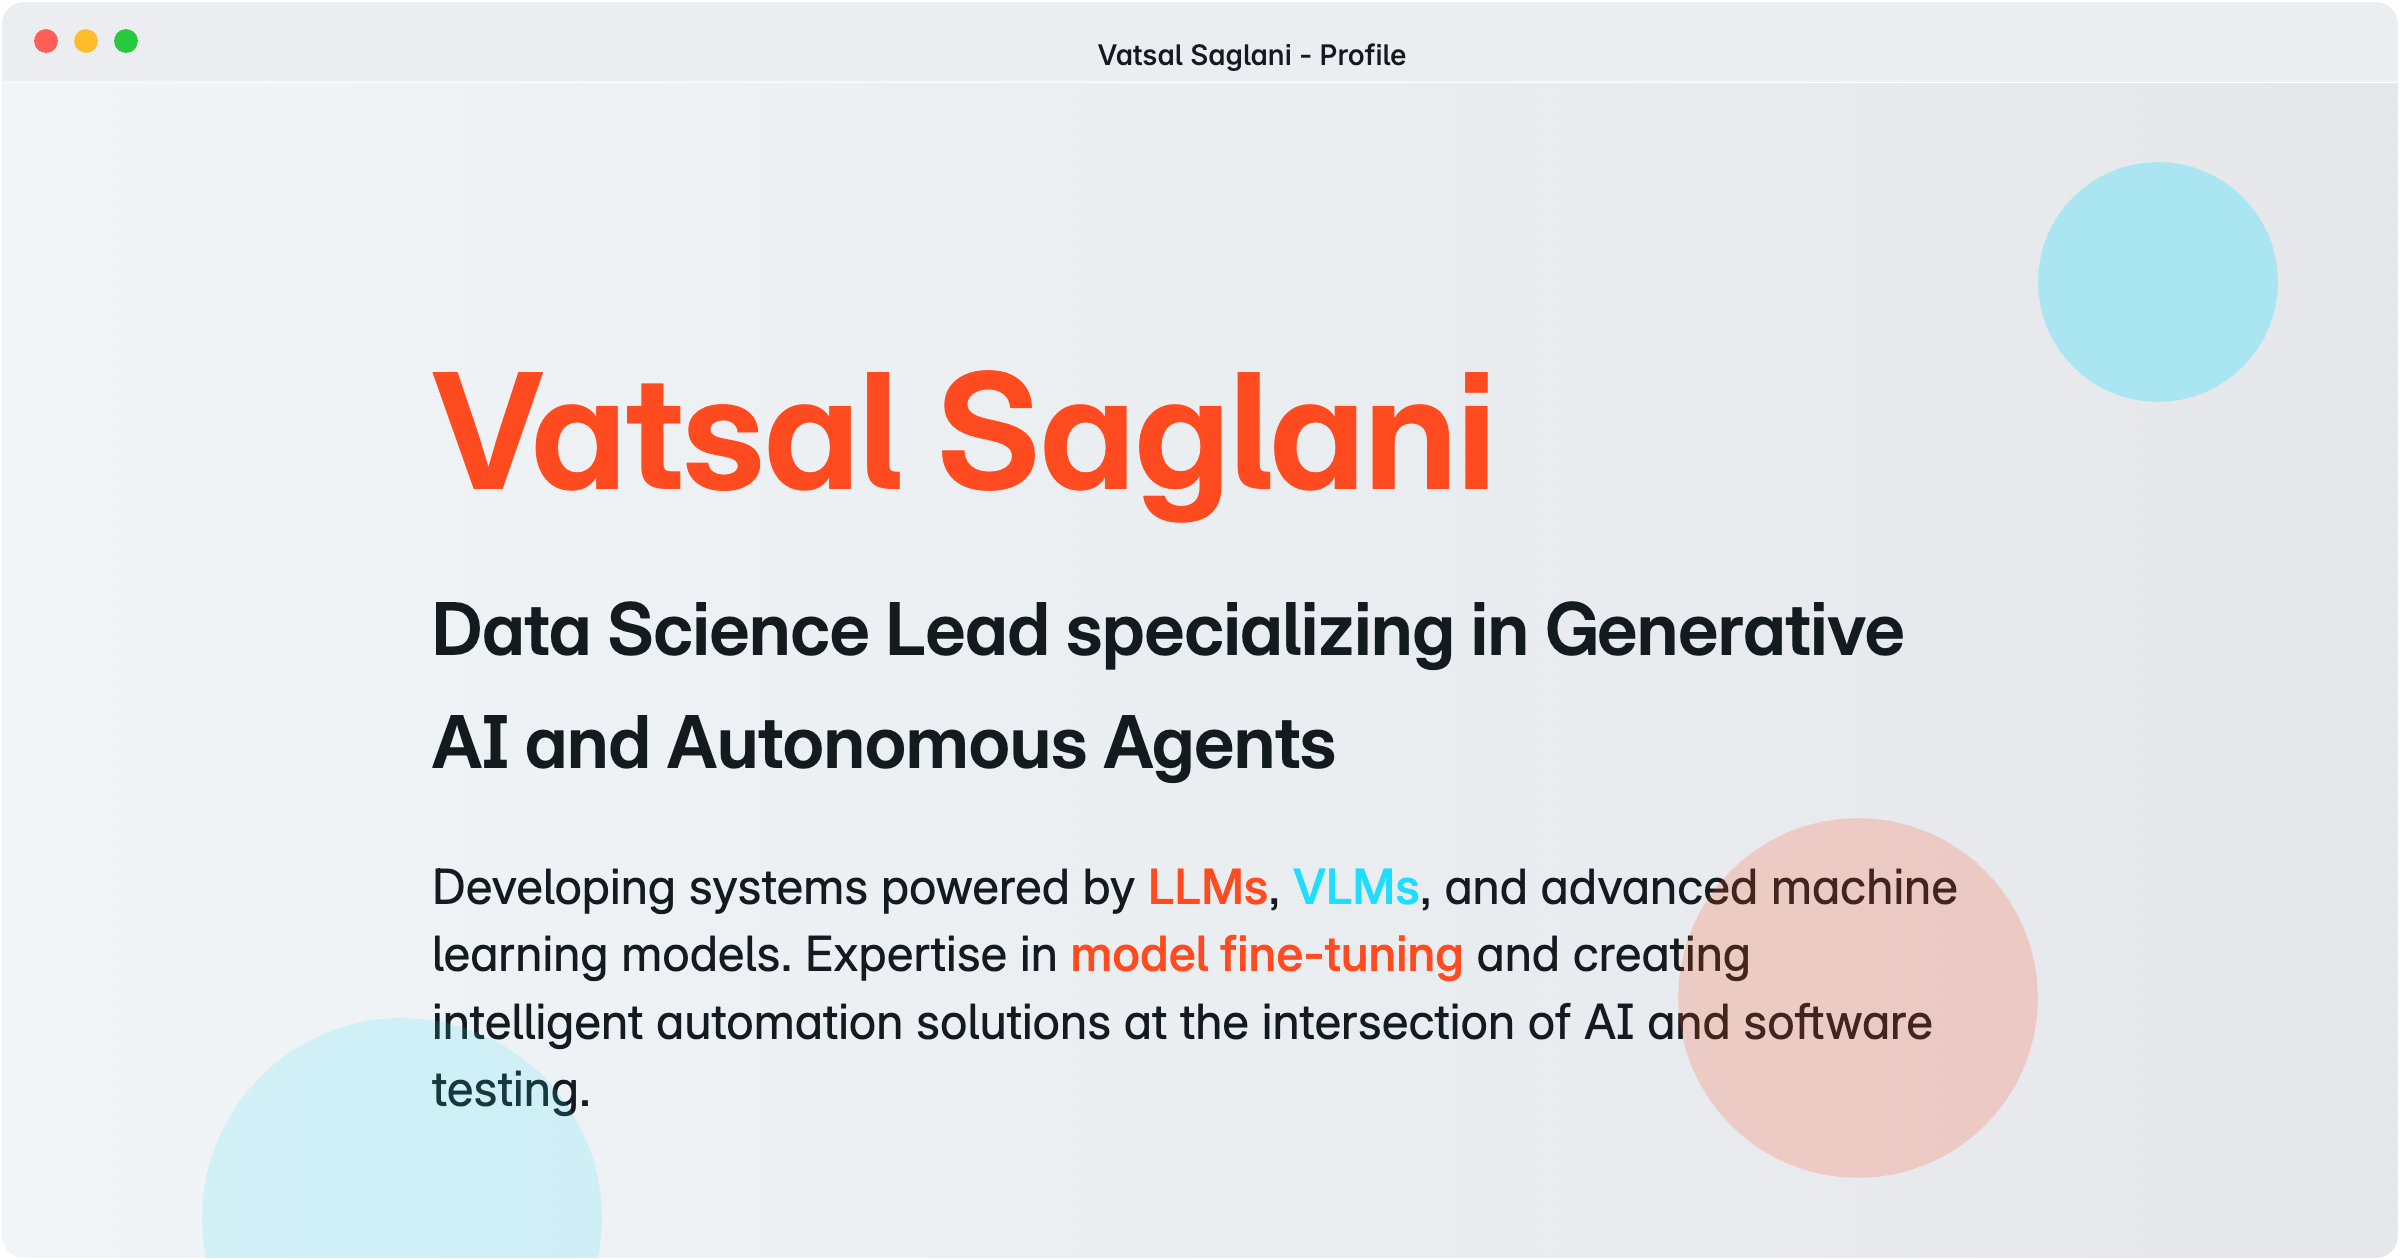 Vatsal Saglani - Profile
Vatsal Saglani
Data Science Lead specializing in Generative
AI and Autonomous Agents
Developing systems powered by LLMs, VLMs, and advanced machine
learning models. Expertise in model fine-tuning and creating
intelligent automation solutions at the intersection of AI and software
testing.